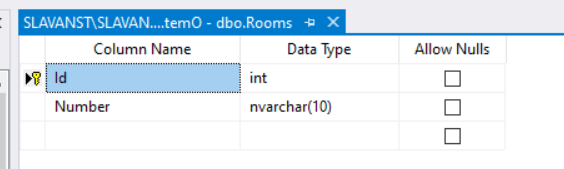 SLAVANST\SLAVAN....temO - dbo.Rooms
Column Name Data Type Allow Nulls
Id int
Number nvarchar(10)